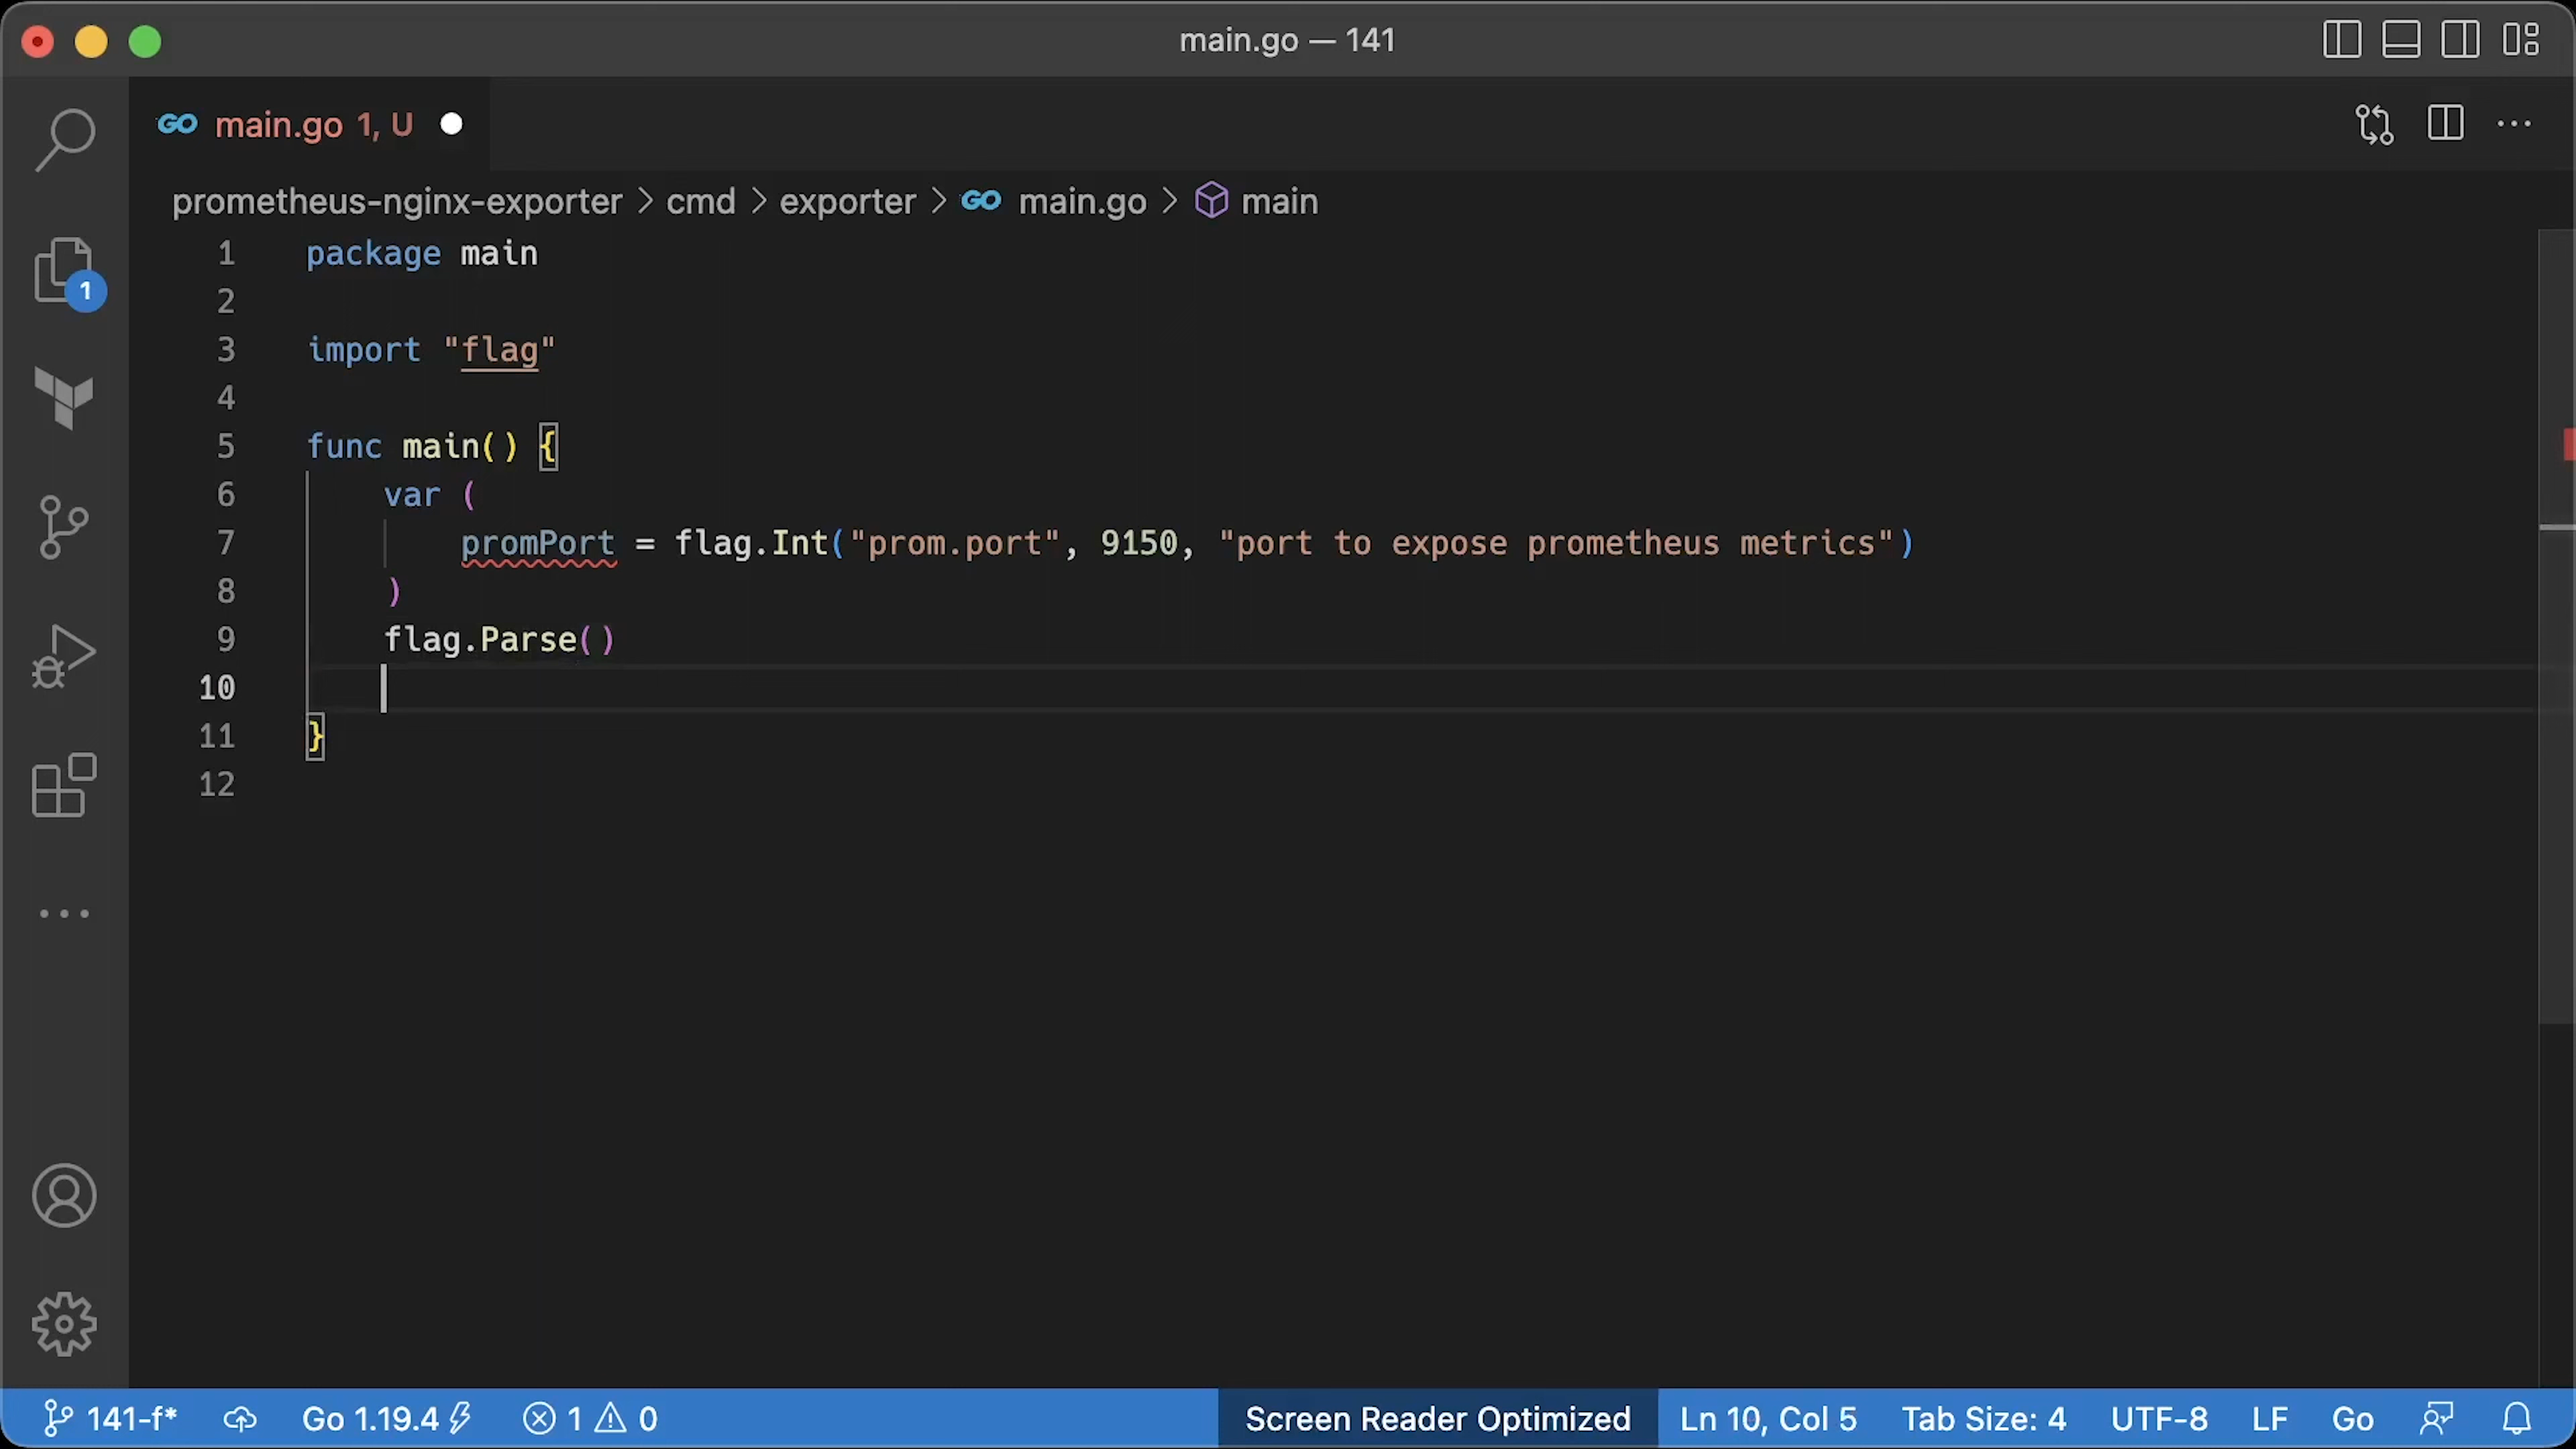 main.go — 141
GO main.go 1, U
prometheus-nginx-exporter > cmd > exporter > GO main.go > main
1 package main
2
3 import "flag"
4
5 func main() {
6 var (
7 promPort = flag.Int("prom.port", 9150, "port to expose prometheus metrics")
8 )
9 flag.Parse()
10
11 }
12
1
141-f* Go 1.19.4 1 0 Screen Reader Optimized Ln 10, Col 5 Tab Size: 4 UTF-8 LF Go